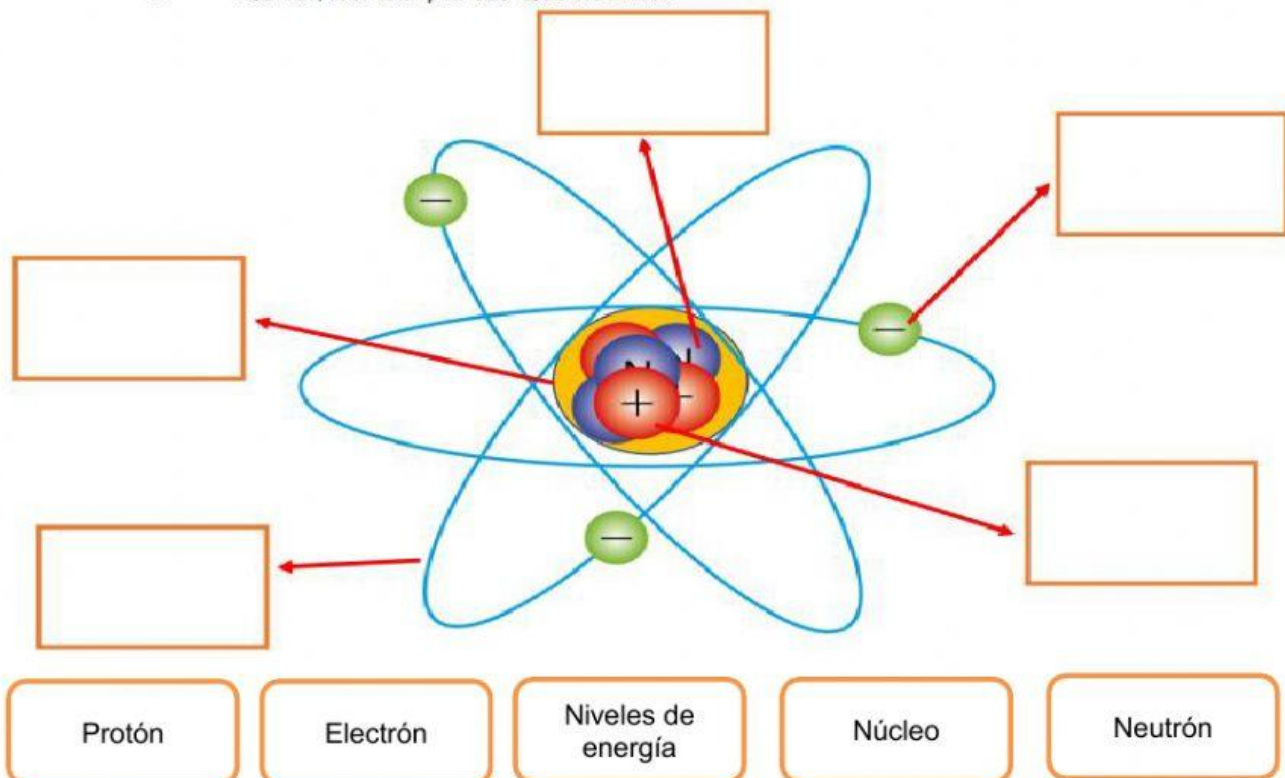 −
−
N
N
+
−
Protón
Electrón
Niveles de
energía
Núcleo
Neutrón